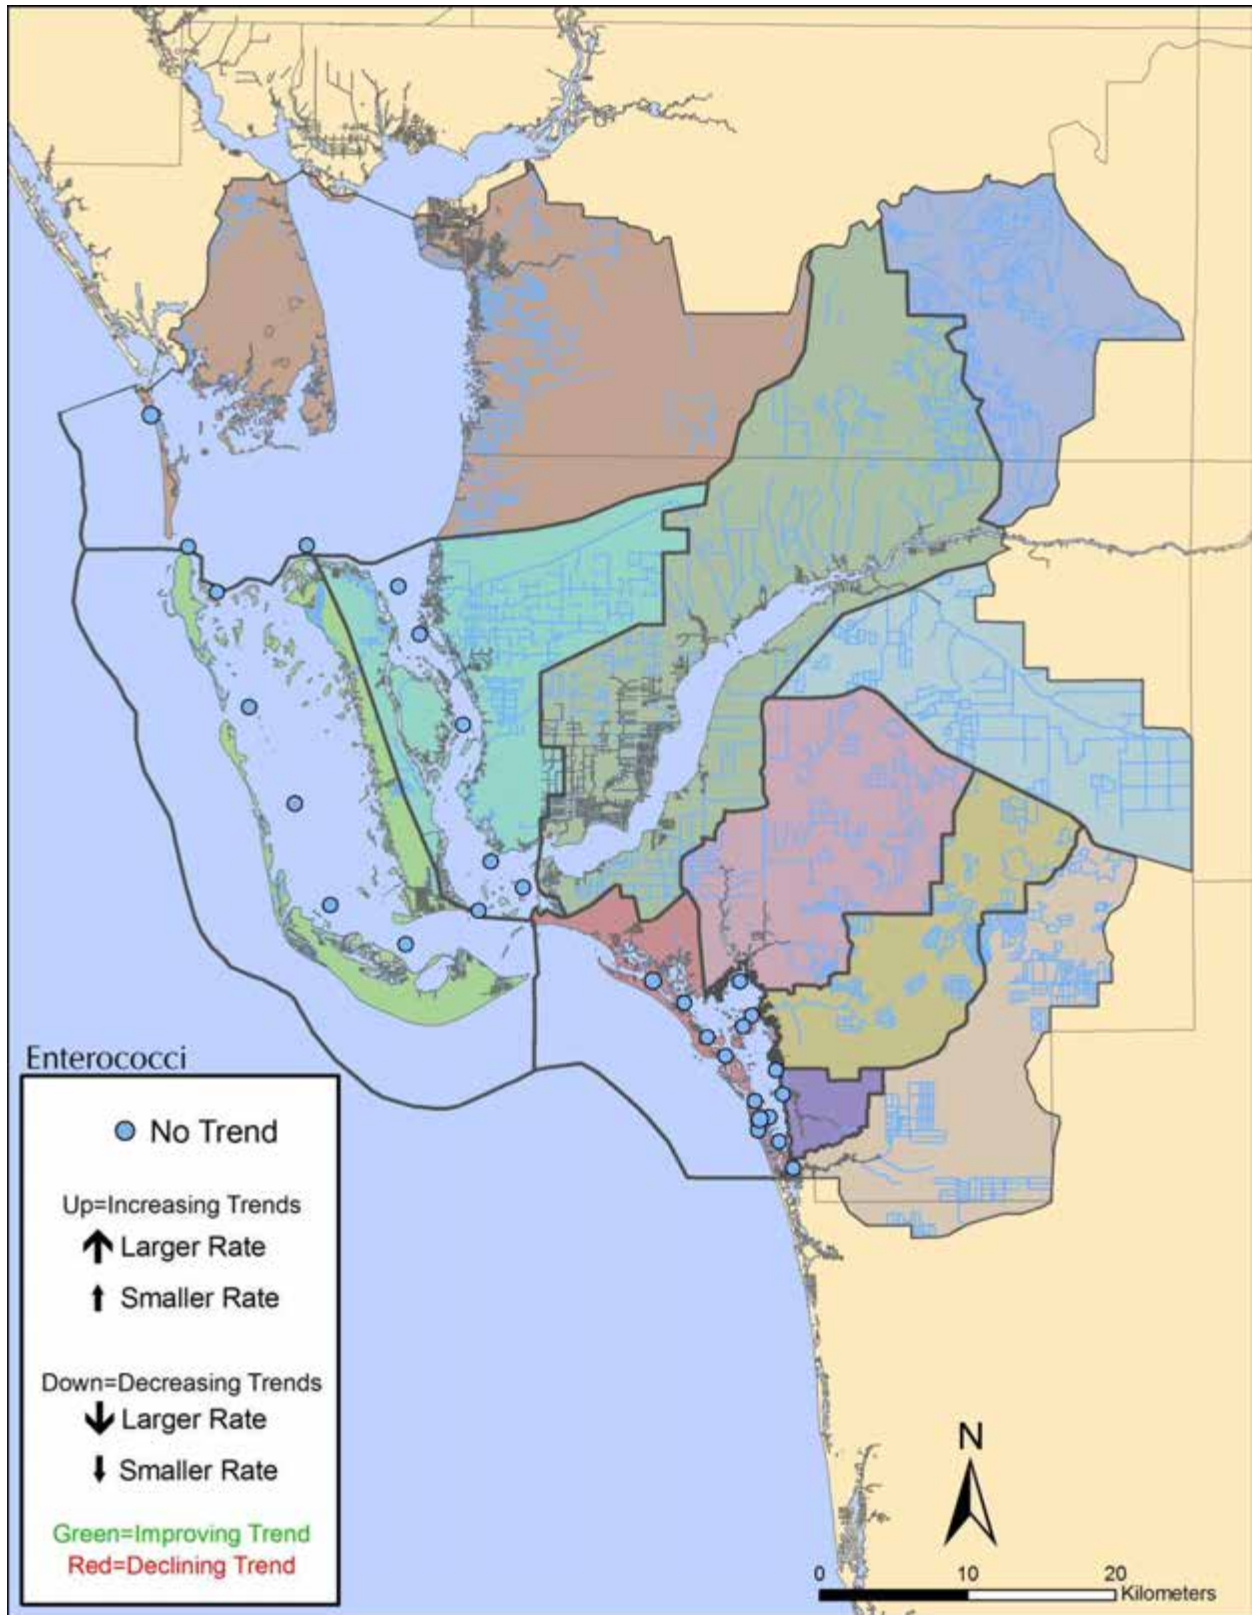 Enterococci
No Trend
Up=Increasing Trends
Larger Rate
Smaller Rate
Down=Decreasing Trends
Larger Rate
Smaller Rate
Green=Improving Trend
Red=Declining Trend
N
0 10 20
Kilometers